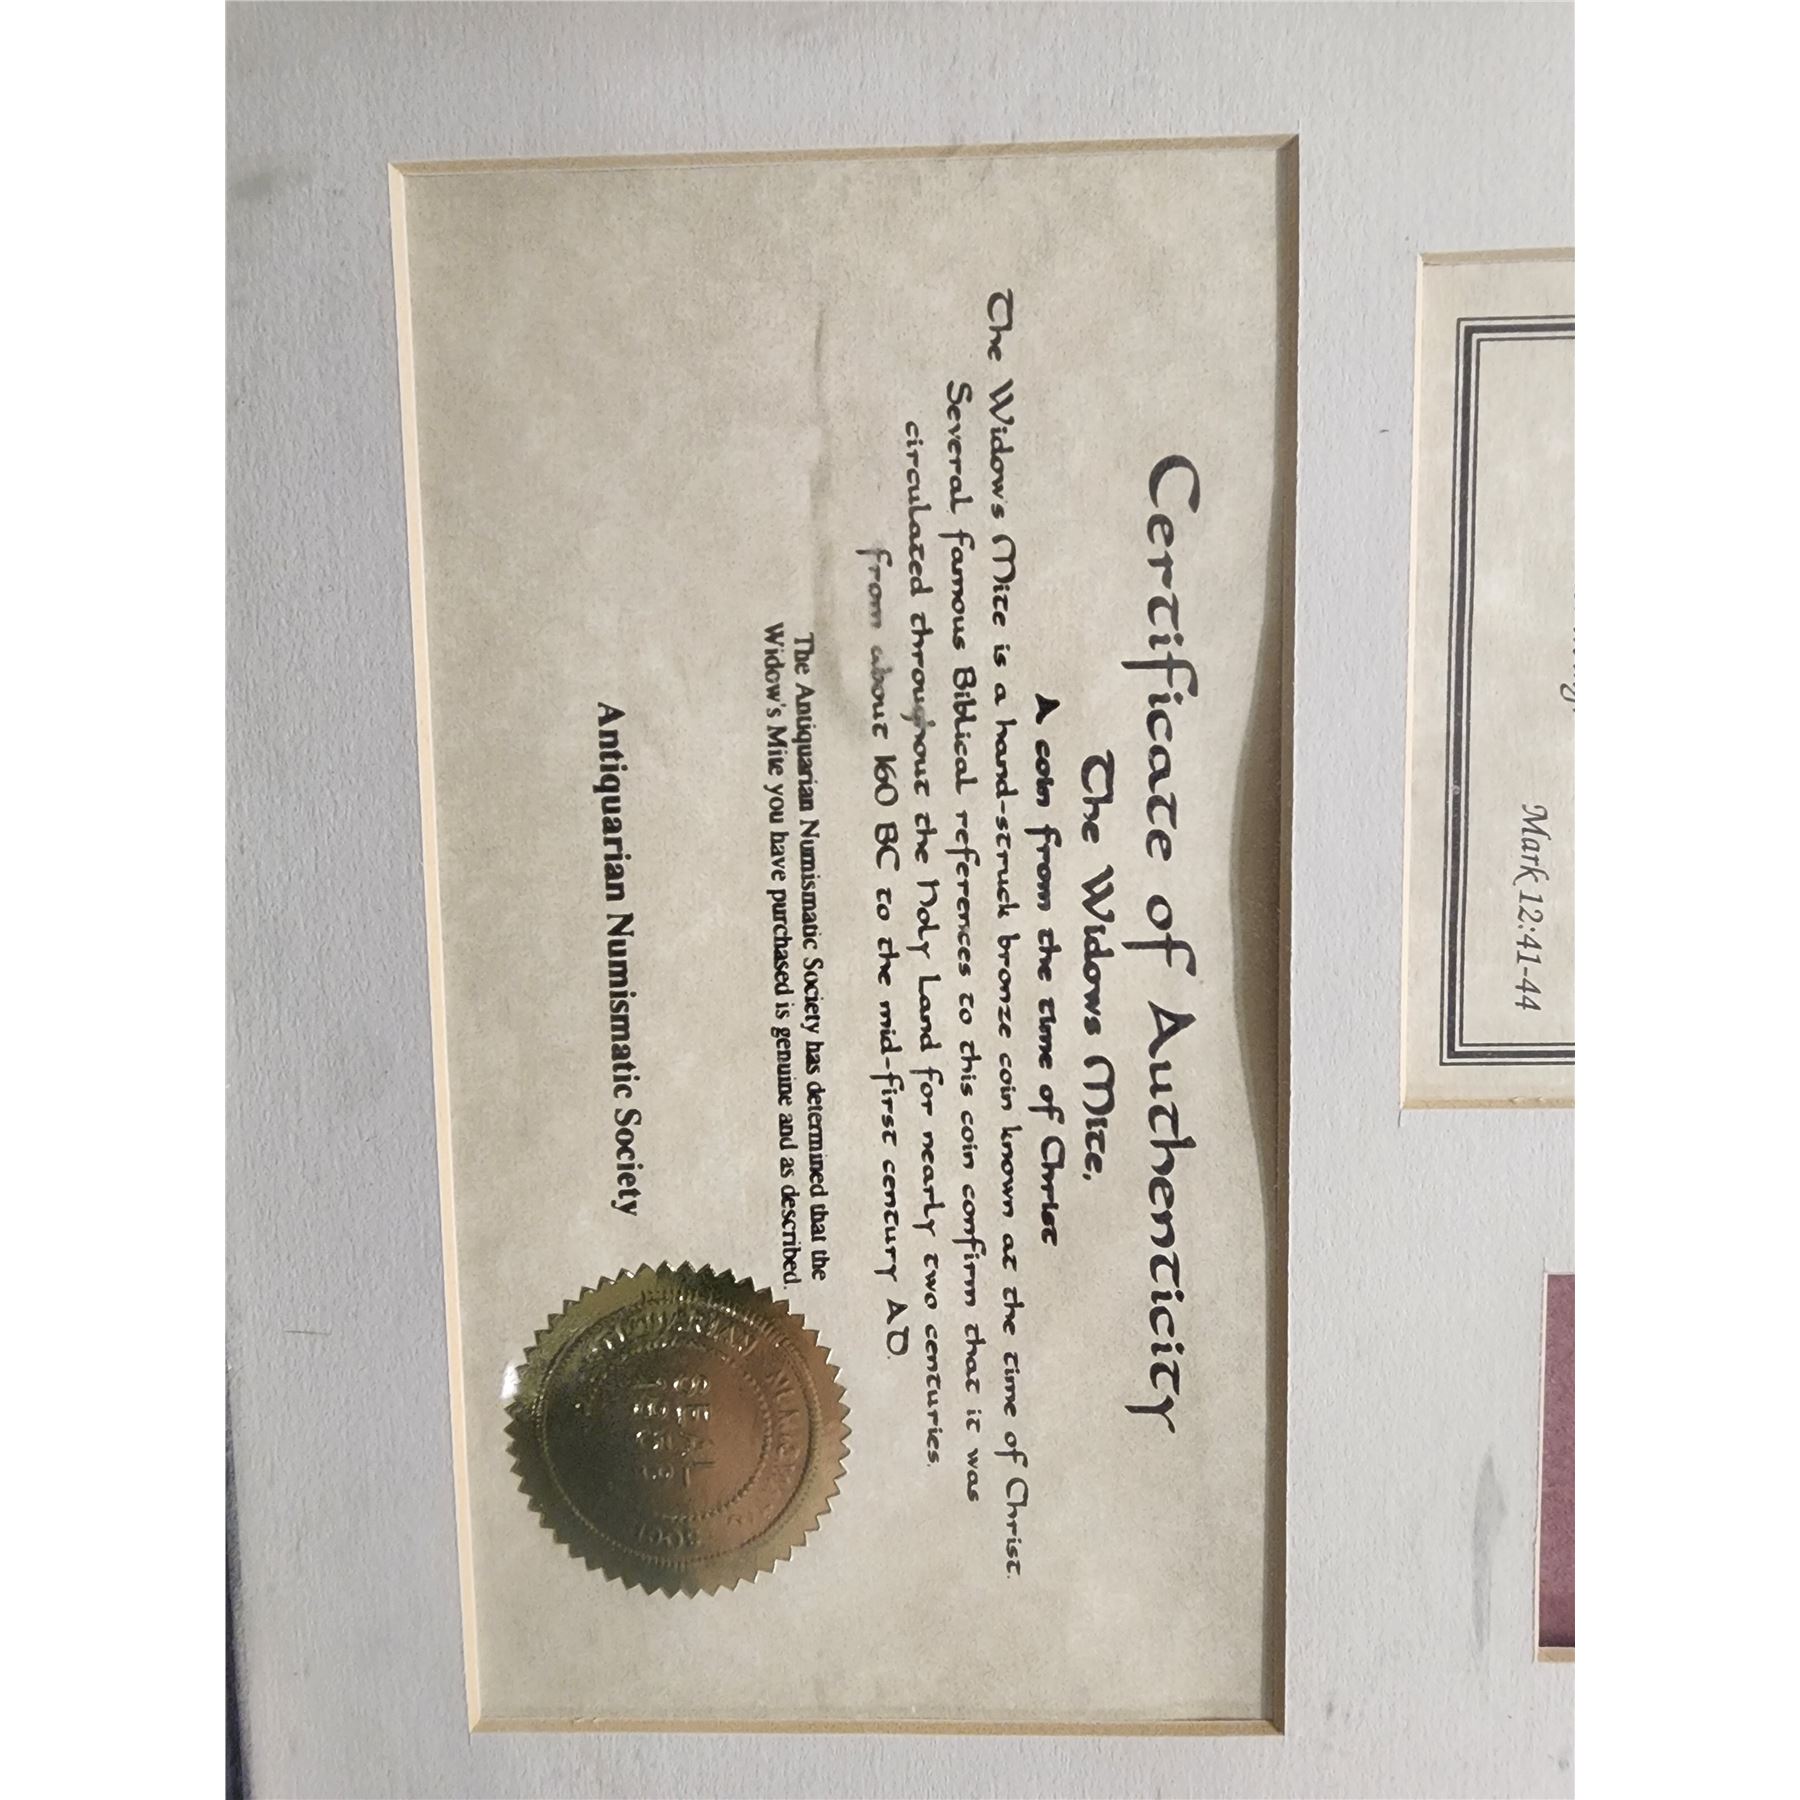 Mark 12:41-44
Certificate of Authenticity
The Widows Mite,
A coin from the time of Christ
The Widow's Mite is a hand-struck bronze coin known at the time of Christ.
Several famous Biblical references to this coin confirm that it was
circulated throughout the Holy Land for nearly two centuries,
from about 160 BC to the mid-first century AD.
The Antiquarian Numismatic Society has determined that the
Widow's Mite you have purchased is genuine and as described.
Antiquarian Numismatic Society
SEAL